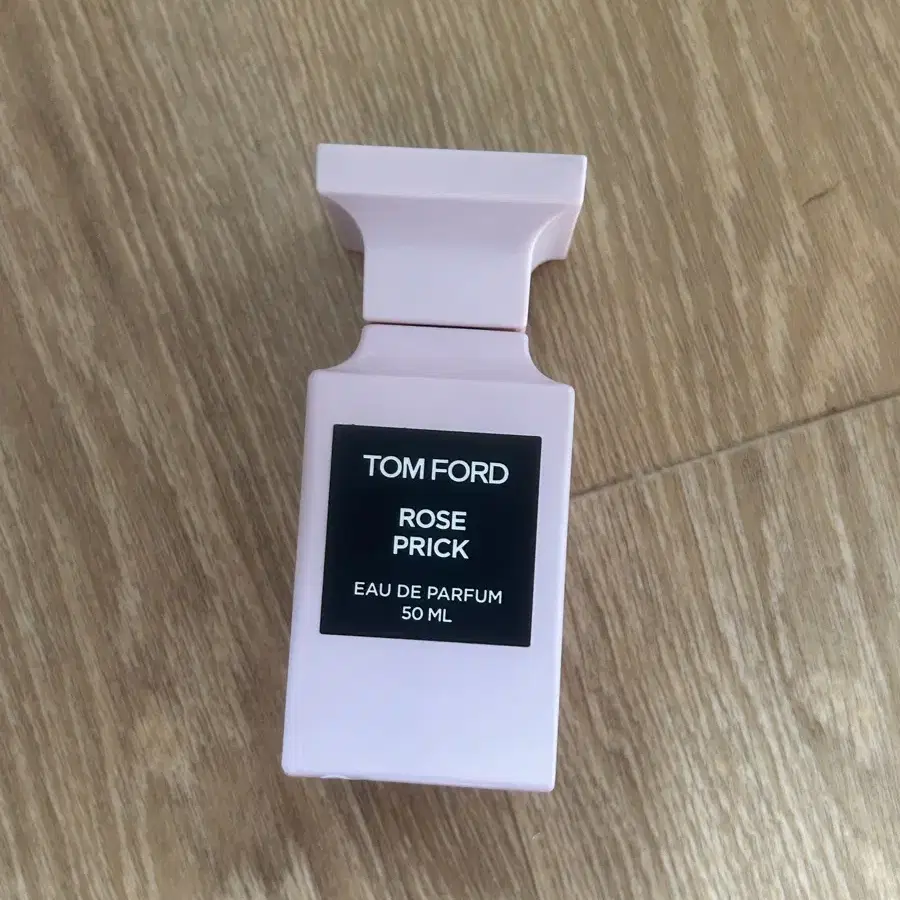 TOM FORD
ROSE
PRICK
EAU DE PARFUM
50 ML